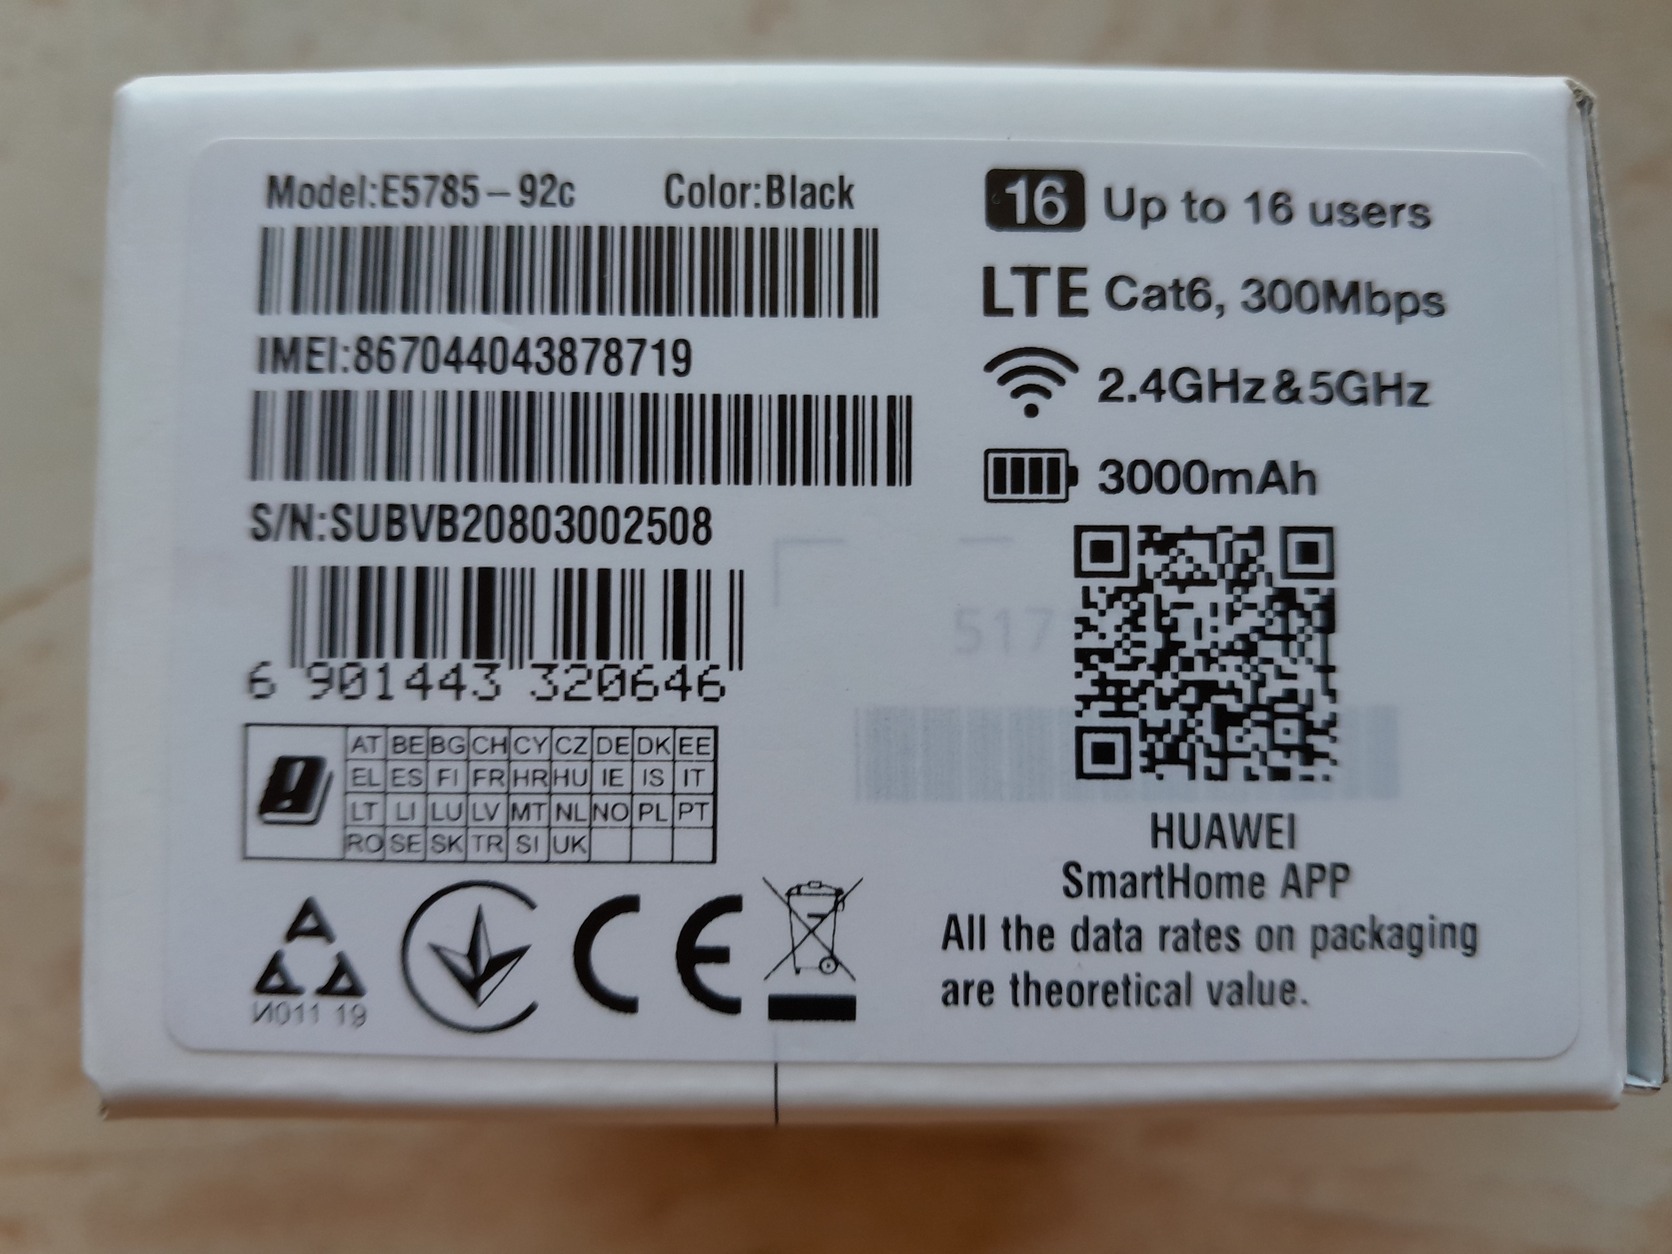 Model:E5785-92c Color:Black
IMEI:867044043878719
S/N:SUBVB20803002508
6 901443 320646
AT BE BG CH CY CZ DE DK EE
EL ES FI FR HR HU IE IS IT
LT LI LU LV MT NL NO PL PT
RO SE SK TR SI UK
И011 19
CE
16 Up to 16 users
LTE Cat6, 300Mbps
2.4GHz&5GHz
3000mAh
517
HUAWEI
SmartHome APP
All the data rates on packaging
are theoretical value.